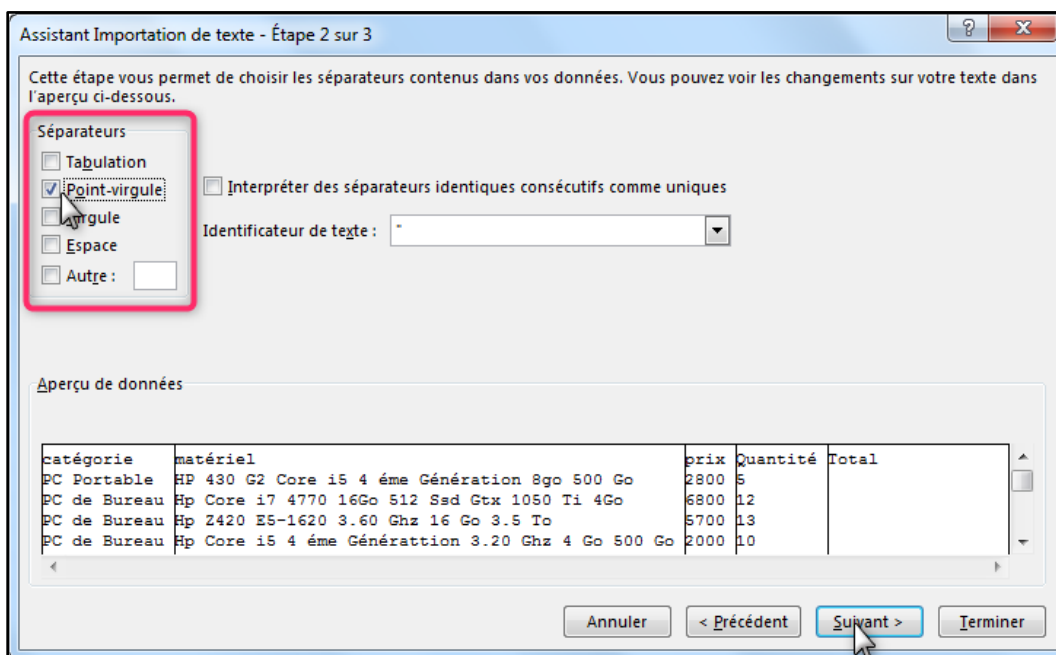 Assistant Importation de texte - Étape 2 sur 3
Cette étape vous permet de choisir les séparateurs contenus dans vos données. Vous pouvez voir les changements sur votre texte dans
l'aperçu ci-dessous.
Séparateurs
Tabulation
Point-virgule
Espace
Autre :
Interpréter des séparateurs identiques consécutifs comme uniques
Identificateur de texte : "
Aperçu de données
catégorie matériel prix Quantité Total
PC Portable HP 430 G2 Core i5 4 éme Génération 8go 500 Go 2800 5
PC de Bureau Hp Core i7 4770 16Go 512 Ssd Gtx 1050 Ti 4Go 6800 12
PC de Bureau Hp Z420 E5-1620 3.60 Ghz 16 Go 3.5 To 5700 13
PC de Bureau Hp Core i5 4 éme Générattion 3.20 Ghz 4 Go 500 Go 2000 10
Annuler < Précédent Suivant > Terminer